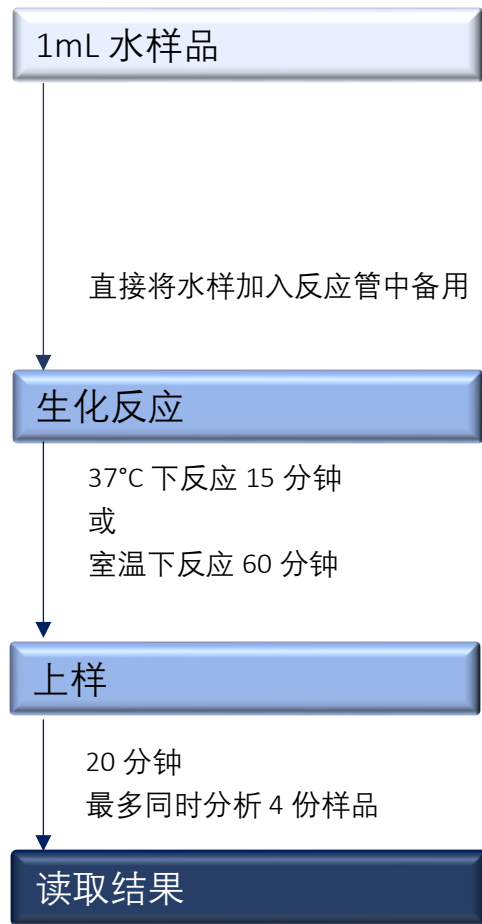 1mL 水样品
直接将水样加入反应管中备用
生化反应
37°C 下反应 15 分钟
或
室温下反应 60 分钟
上样
20 分钟
最多同时分析 4 份样品
读取结果